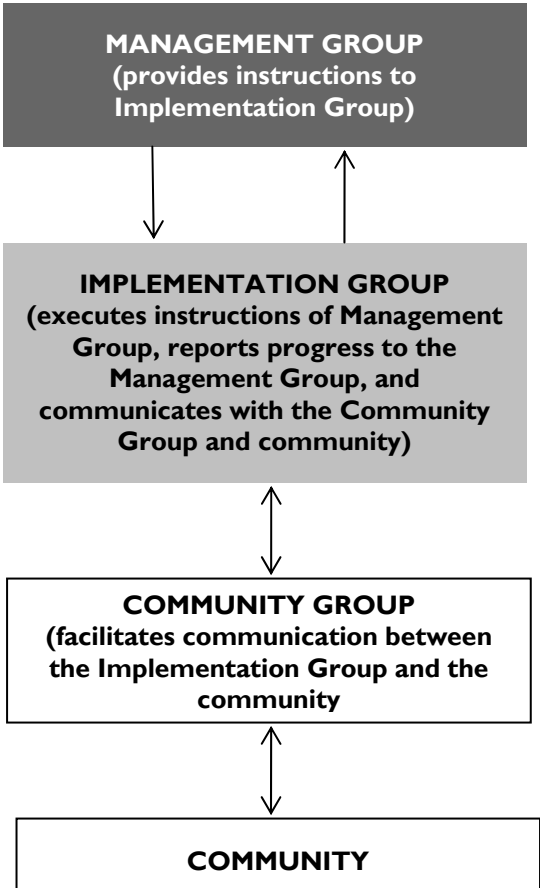 MANAGEMENT GROUP
(provides instructions to
Implementation Group)
IMPLEMENTATION GROUP
(executes instructions of Management
Group, reports progress to the
Management Group, and
communicates with the Community
Group and community)
COMMUNITY GROUP
(facilitates communication between
the Implementation Group and the
community
COMMUNITY